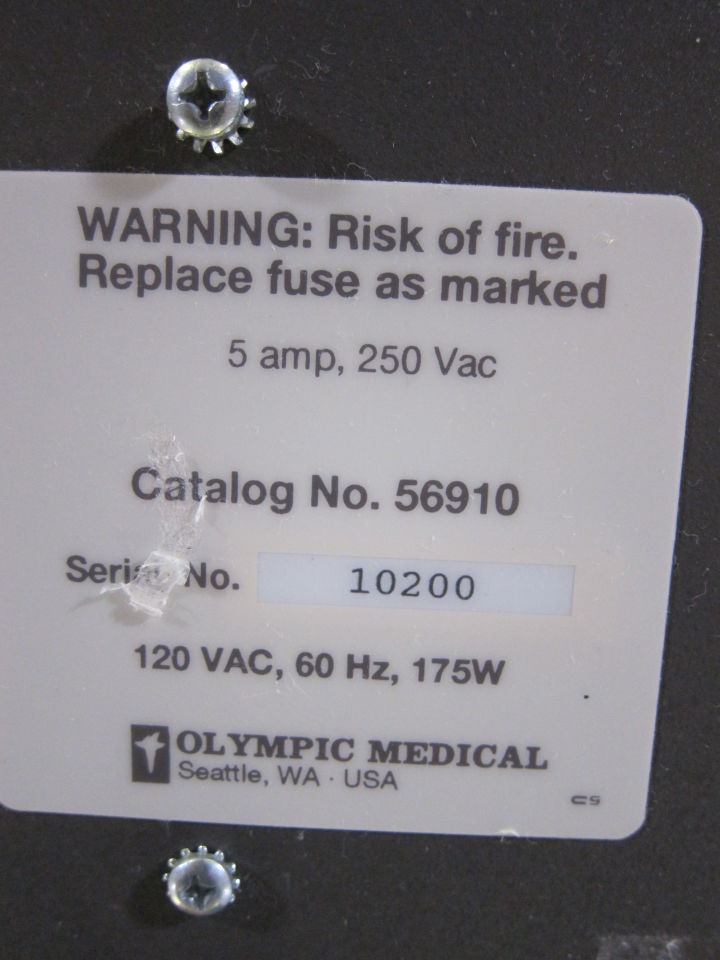 WARNING: Risk of fire.
Replace fuse as marked
5 amp, 250 Vac
Catalog No. 56910
Serial No. 10200
120 VAC, 60 Hz, 175W
OLYMPIC MEDICAL
Seattle, WA · USA